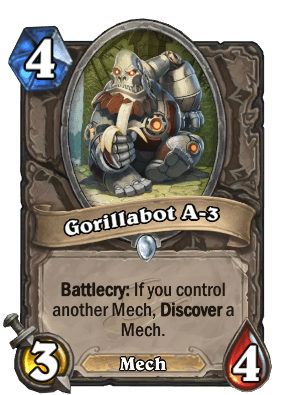 4
Gorillabot A-3
Battlecry: If you control
another Mech, Discover a
Mech.
3
Mech
4